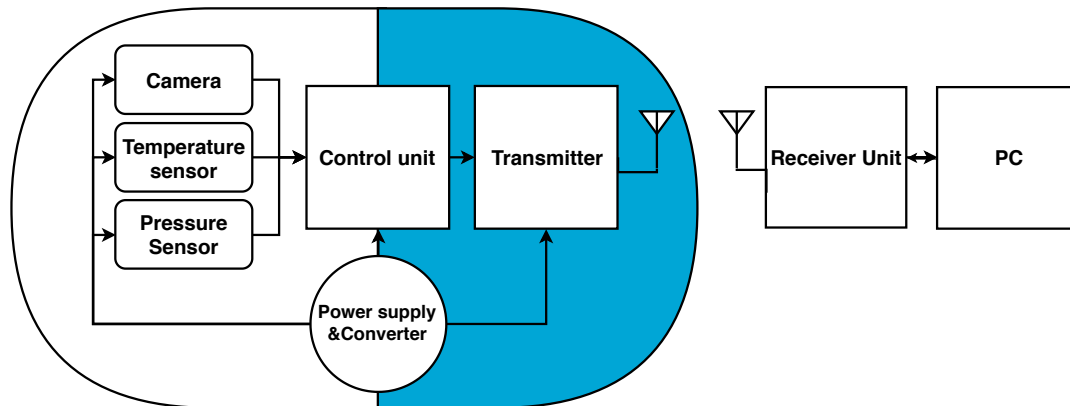 Camera
Temperature
sensor
Pressure
Sensor
Control unit
Transmitter
Power supply
&Converter
Receiver Unit
PC